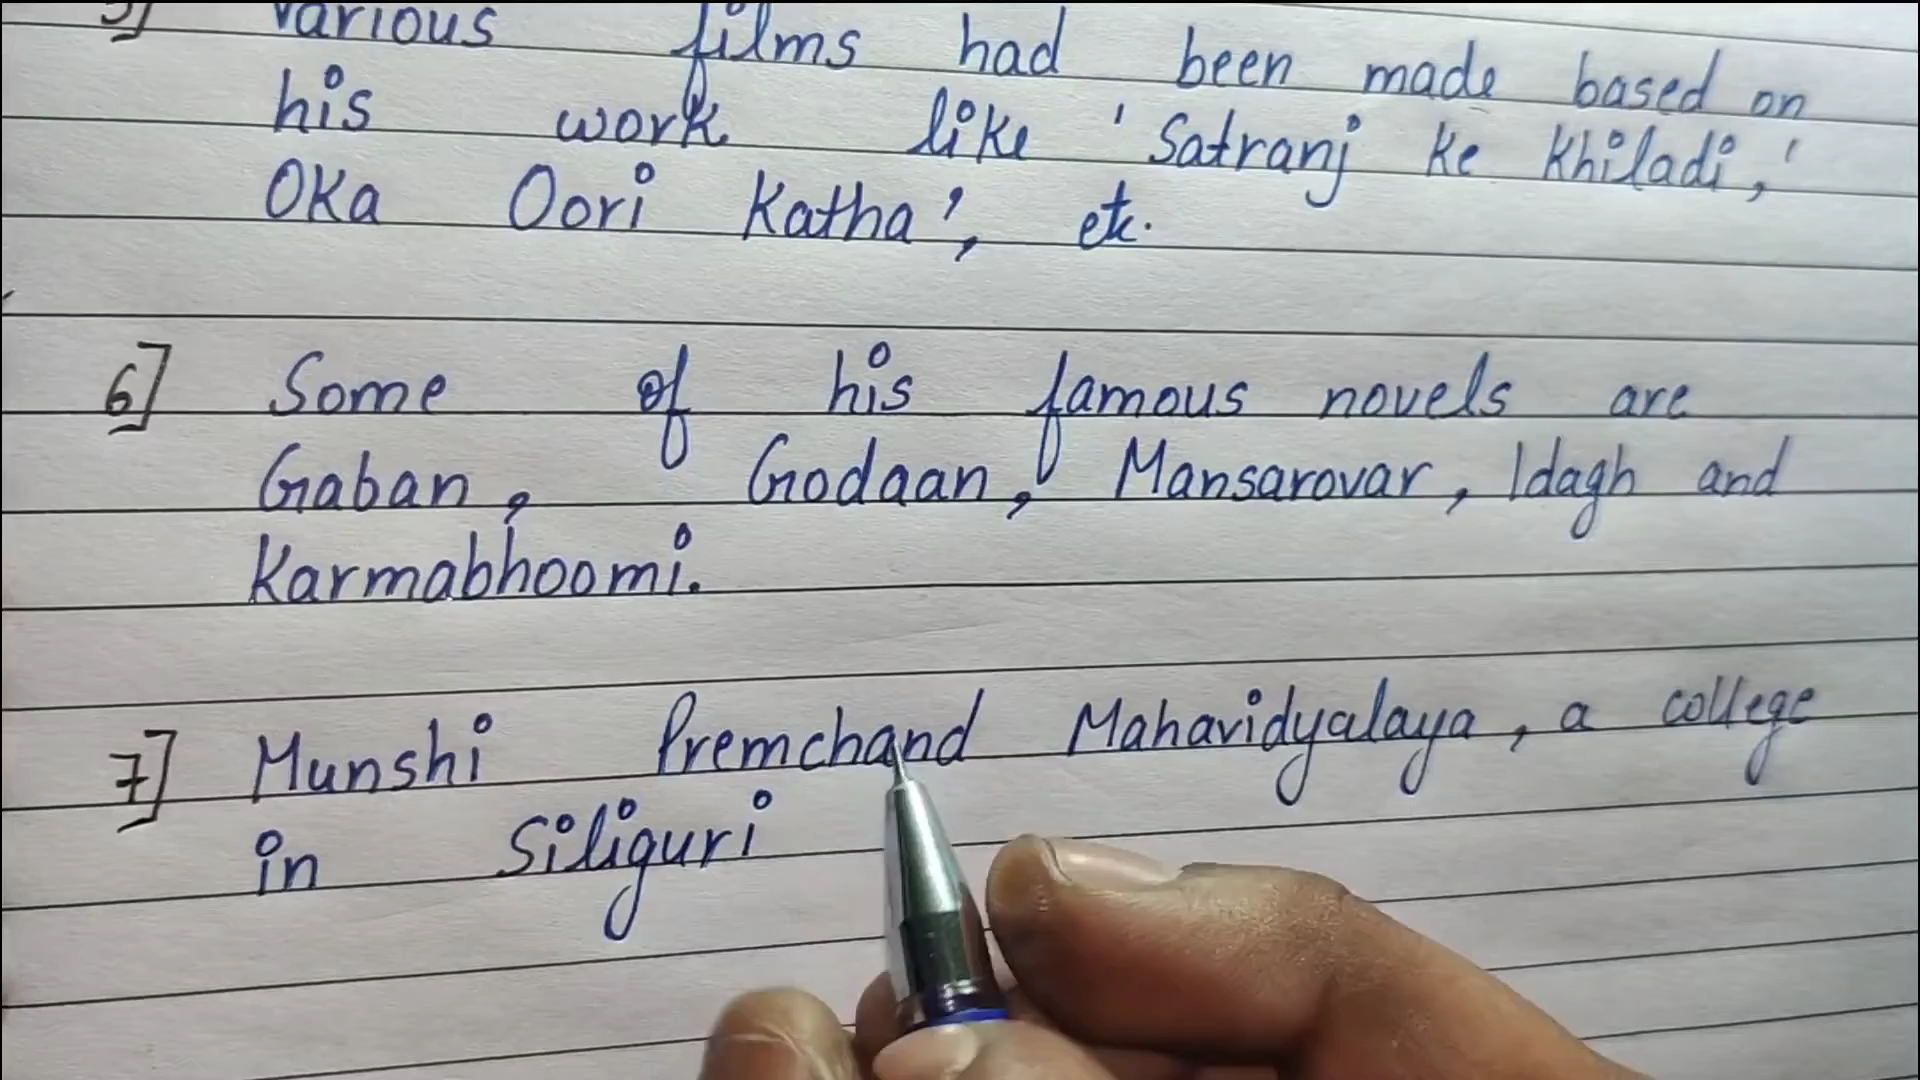 5] Various films had been made based on
his work like 'Satranj ke Khiladi,'
Oka Oori Katha', etc.
6] Some of his famous novels are
Gaban, Godaan, Mansarovar, Idagh and
Karmabhoomi.
7] Munshi Premchand Mahavidyalaya, a college
in Siliguri